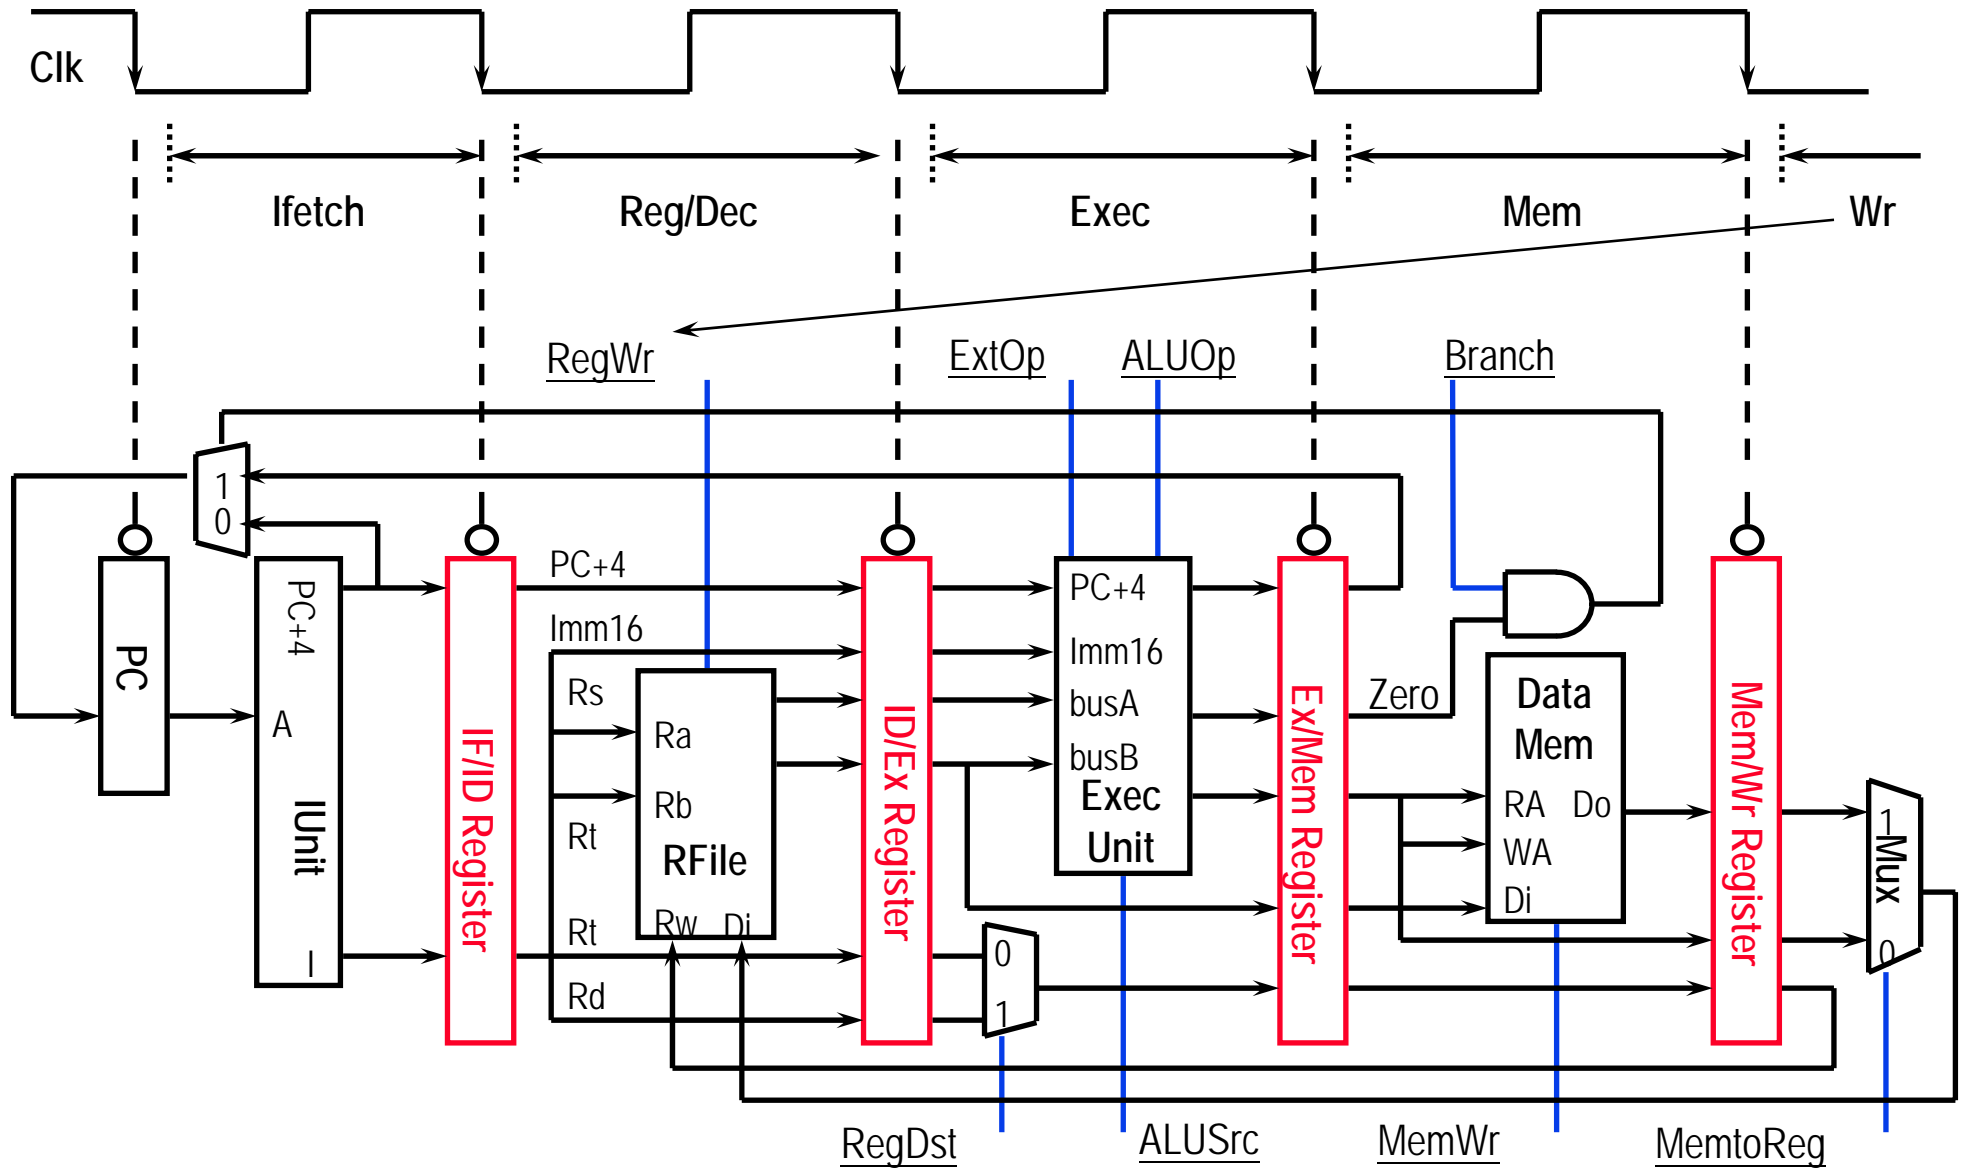 Clk
Ifetch
Reg/Dec
Exec
Mem
Wr
RegWr
ExtOp
ALUOp
Branch
1
0
PC
PC+4
A
IUnit
I
IF/ID Register
PC+4
Imm16
Rs
Rt
Rt
Rd
Ra
Rb
RFile
Rw Di
ID/Ex Register
PC+4
Imm16
busA
busB
Exec
Unit
0
1
Ex/Mem Register
Zero
Data
Mem
RA Do
WA
Di
Mem/Wr Register
1
Mux
0
RegDst
ALUSrc
MemWr
MemtoReg